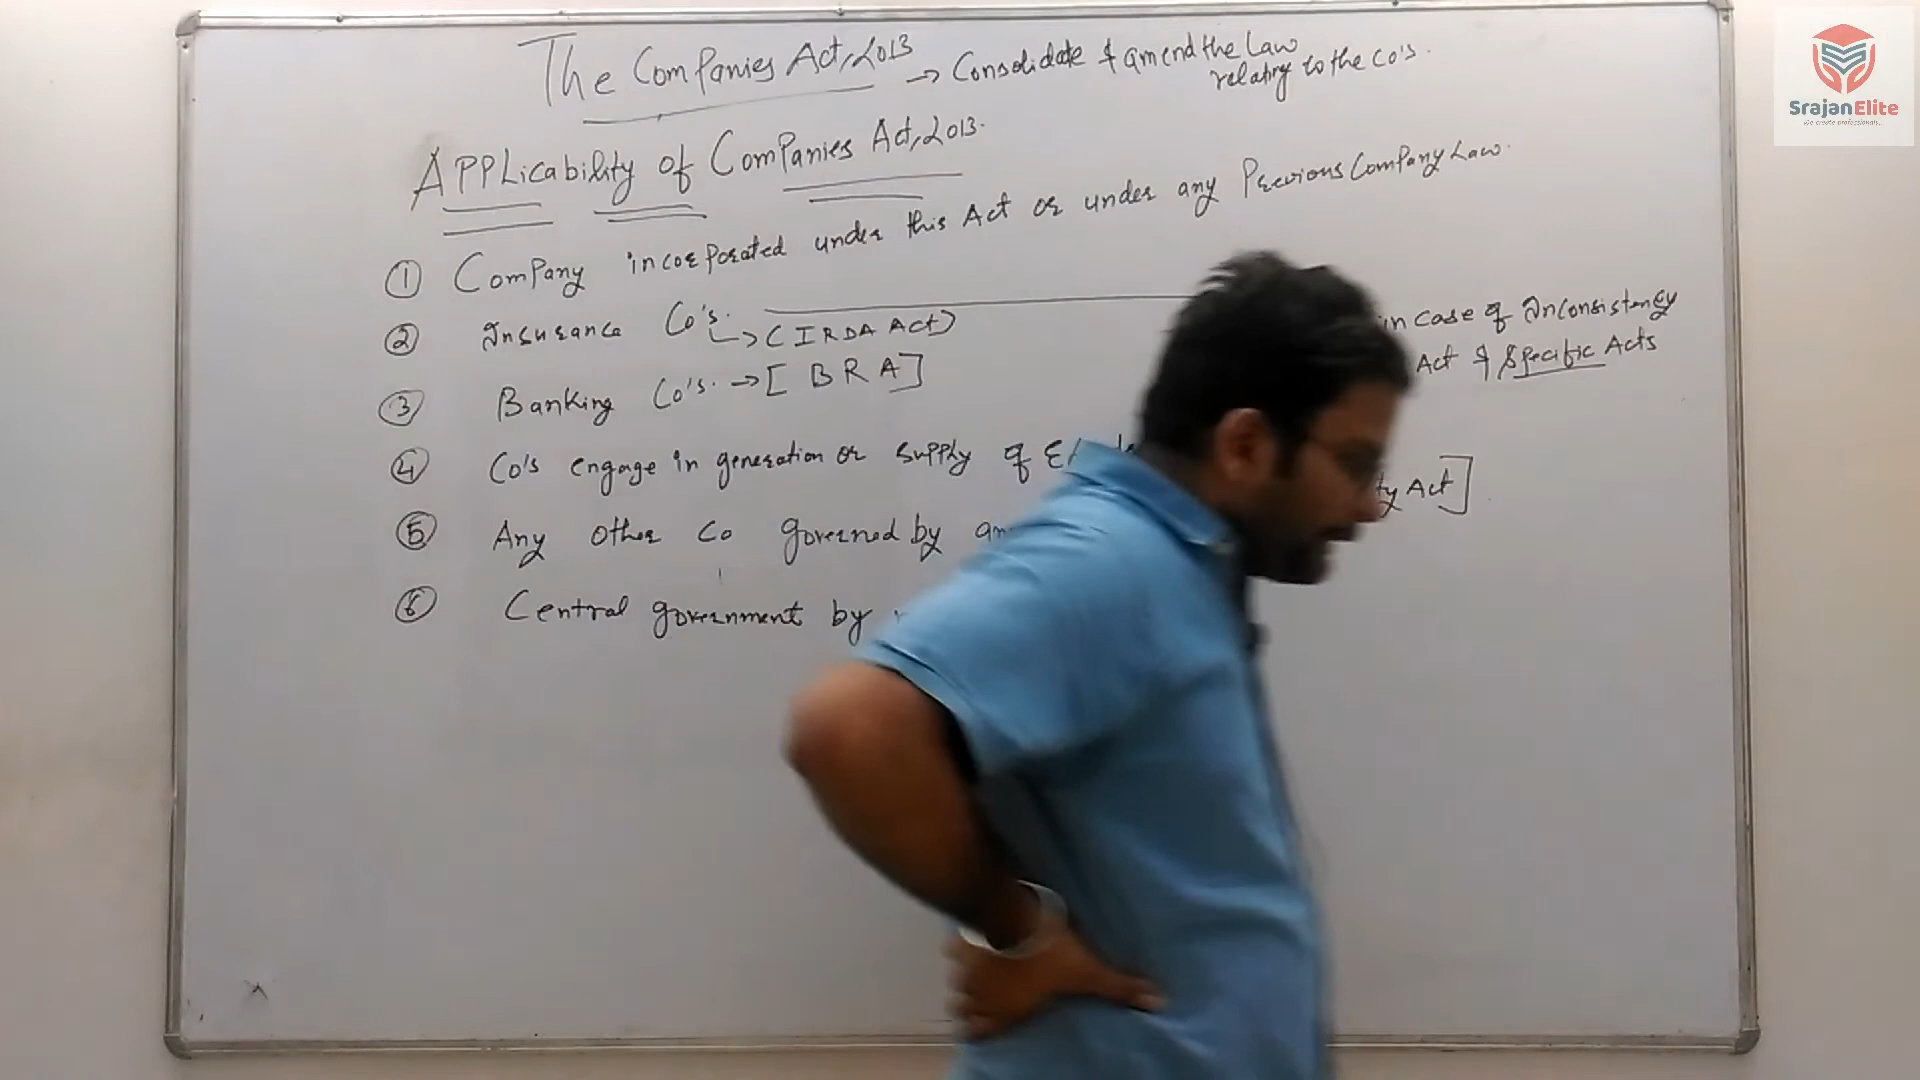 The Companies Act, 2013 → Consolidate & amend the Law
relating to the Co's.
Applicability of Companies Act, 2013.
① Company incorporated under this Act or under any Previous Company Law.
② Insurance Co's. in case of Inconsistency
→ (IRDA Act) Act & Specific Acts
③ Banking Co's. → [BRA]
④ Co's engage in generation or supply of ty Act]
⑤ Any other Co governed by
⑥ Central government by
SrajanElite
We create professionals...